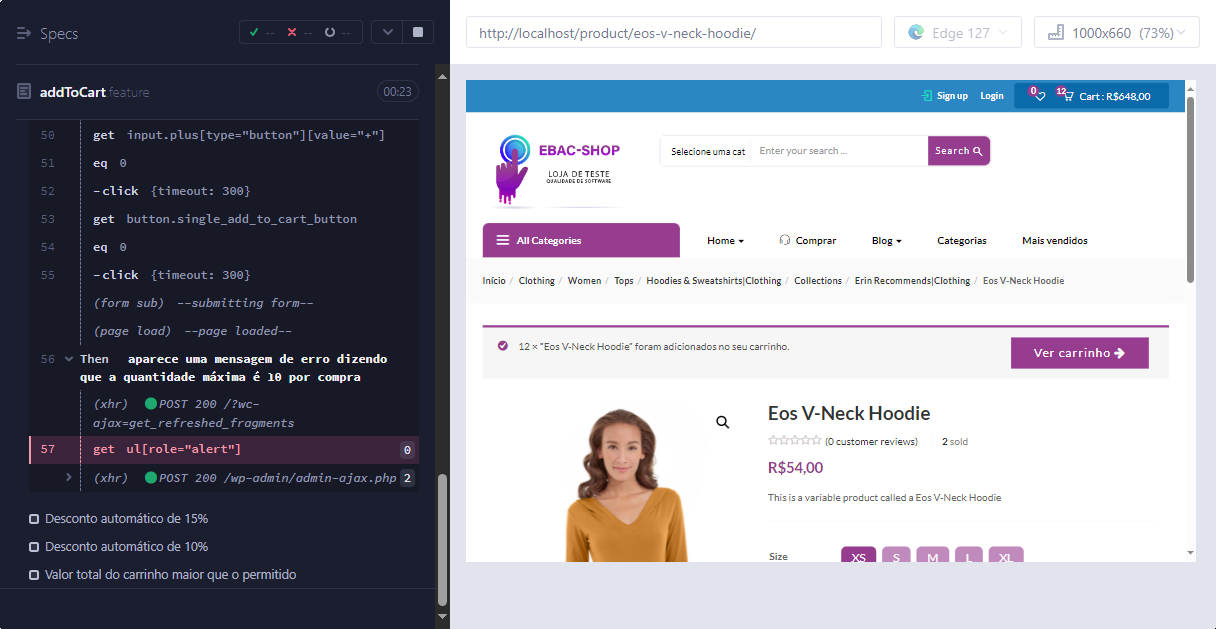 Specs
-- -- --
addToCart.feature
00:23
50 get input.plus[type="button"][value="+"]
51 eq 0
52 -click {timeout: 300}
53 get button.single_add_to_cart_button
54 eq 0
55 -click {timeout: 300}
(form sub) --submitting form--
(page load) --page loaded--
56 Then aparece uma mensagem de erro dizendo
que a quantidade máxima é 10 por compra
(xhr) POST 200 /?wc-
ajax=get_refreshed_fragments
57 get ul[role="alert"] 0
(xhr) POST 200 /wp-admin/admin-ajax.php 2
Desconto automático de 15%
Desconto automático de 10%
Valor total do carrinho maior que o permitido
http://localhost/product/eos-v-neck-hoodie/
Edge 127
1000x660 (73%)
Sign up Login 0 12 Cart : R$648,00
EBAC-SHOP
LOJA DE TESTE
QUALIDADE DE SOFTWARE
Selecione uma cat Enter your search ... Search
All Categories Home Comprar Blog Categorias Mais vendidos
Início / Clothing / Women / Tops / Hoodies & Sweatshirts|Clothing / Collections / Erin Recommends|Clothing / Eos V-Neck Hoodie
12 × "Eos V-Neck Hoodie" foram adicionados no seu carrinho.
Ver carrinho
Eos V-Neck Hoodie
(0 customer reviews) 2 sold
R$54,00
This is a variable product called a Eos V-Neck Hoodie
Size XS S M L XL